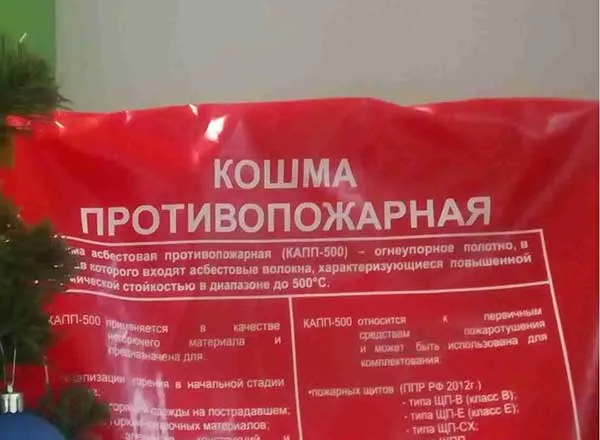 КОШМА
ПРОТИВОПОЖАРНАЯ
асбестовая противопожарная (КАПП-500) – огнеупорное полотно, в
которого входят асбестовые волокна, характеризующиеся повышенной
стойкостью в диапазоне до 500°С.
КАПП-500 применяется в качестве
негорючего материала и
предназначена для:
горения в начальной стадии
одежды на пострадавшем;
материалов;
КАПП-500 относится к первичным
средствам пожаротушения
и может быть использована для
комплектования:
•пожарных щитов (ППР РФ 2012г.)
- типа ЩП-В (класс В);
- типа ЩП-Е (класс Е);
- типа ЩП-СХ;